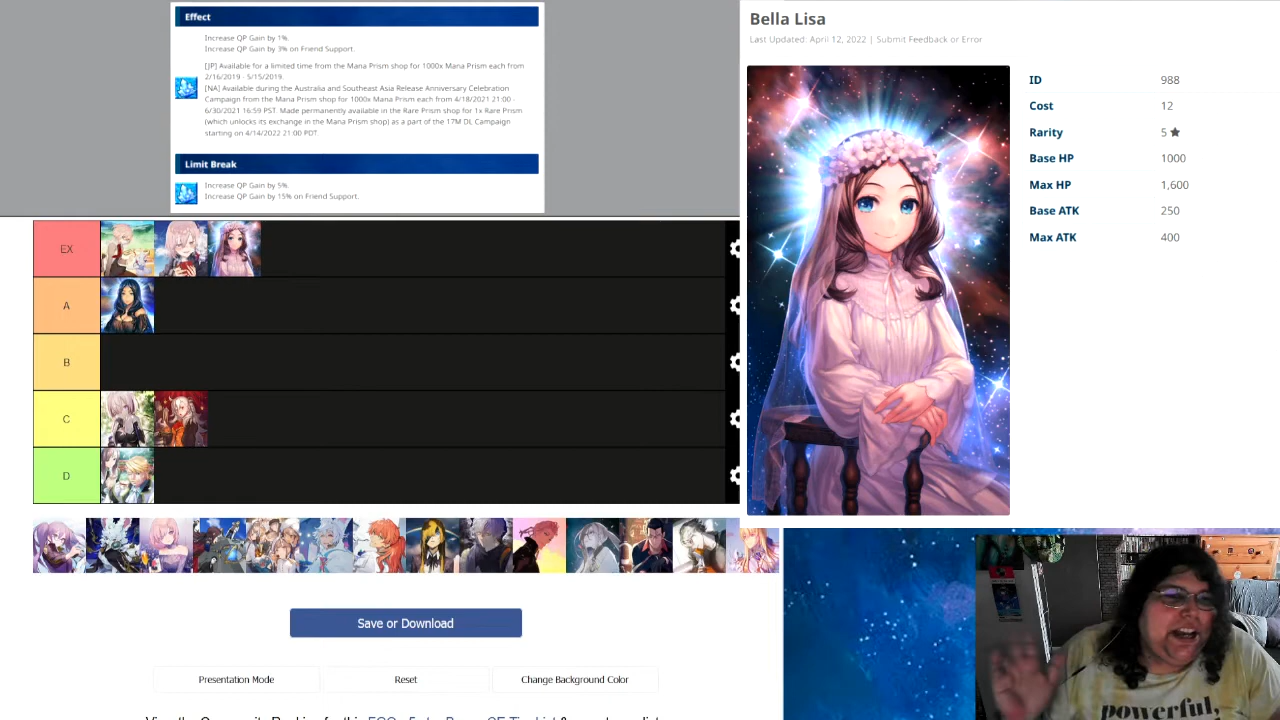 Effect
Increase QP Gain by 1%.
Increase QP Gain by 3% on Friend Support.
[JP] Available for a limited time from the Mana Prism shop for 1000x Mana Prism each from
2/16/2019 - 5/15/2019.
[NA] Available during the Australia and Southeast Asia Release Anniversary Celebration
Campaign from the Mana Prism shop for 1000x Mana Prism each from 4/18/2021 21:00 -
6/30/2021 16:59 PST. Made permanently available in the Rare Prism shop for 1x Rare Prism
(which unlocks its exchange in the Mana Prism shop) as a part of the 17M DL Campaign
starting on 4/14/2022 21:00 PDT.
Limit Break
Increase QP Gain by 5%.
Increase QP Gain by 15% on Friend Support.
Bella Lisa
Last Updated: April 12, 2022 | Submit Feedback or Error
ID 988
Cost 12
Rarity 5 ★
Base HP 1000
Max HP 1,600
Base ATK 250
Max ATK 400
EX
A
B
C
D
Save or Download
Presentation Mode
Reset
Change Background Color
powerful,